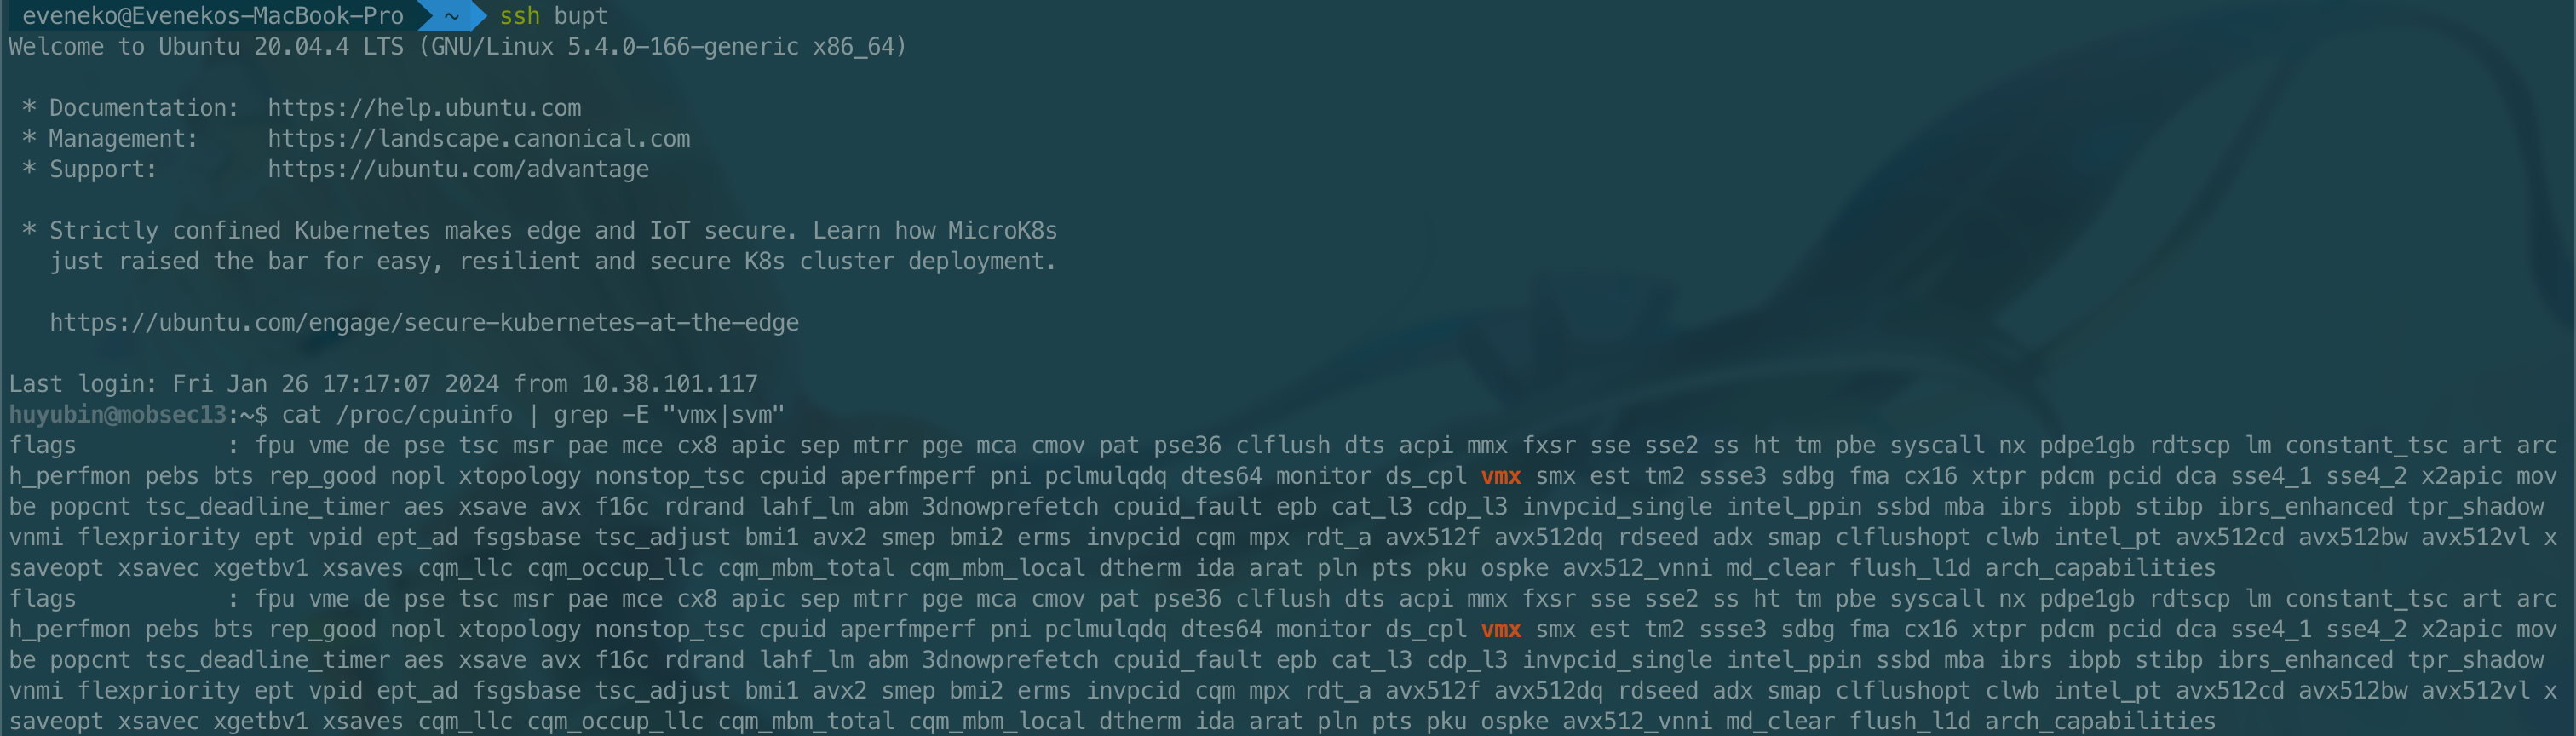 eveneko@Evenekos-MacBook-Pro ~ ssh bupt
Welcome to Ubuntu 20.04.4 LTS (GNU/Linux 5.4.0-166-generic x86_64)
* Documentation:  https://help.ubuntu.com
* Management:     https://landscape.canonical.com
* Support:        https://ubuntu.com/advantage
* Strictly confined Kubernetes makes edge and IoT secure. Learn how MicroK8s
just raised the bar for easy, resilient and secure K8s cluster deployment.
https://ubuntu.com/engage/secure-kubernetes-at-the-edge
Last login: Fri Jan 26 17:17:07 2024 from 10.38.101.117
huyubin@mobsec13:~$ cat /proc/cpuinfo | grep -E "vmx|svm"
flags           : fpu vme de pse tsc msr pae mce cx8 apic sep mtrr pge mca cmov pat pse36 clflush dts acpi mmx fxsr sse sse2 ss ht tm pbe syscall nx pdpe1gb rdtscp lm constant_tsc art arc
h_perfmon pebs bts rep_good nopl xtopology nonstop_tsc cpuid aperfmperf pni pclmulqdq dtes64 monitor ds_cpl vmx smx est tm2 ssse3 sdbg fma cx16 xtpr pdcm pcid dca sse4_1 sse4_2 x2apic mov
be popcnt tsc_deadline_timer aes xsave avx f16c rdrand lahf_lm abm 3dnowprefetch cpuid_fault epb cat_l3 cdp_l3 invpcid_single intel_ppin ssbd mba ibrs ibpb stibp ibrs_enhanced tpr_shadow
vnmi flexpriority ept vpid ept_ad fsgsbase tsc_adjust bmi1 avx2 smep bmi2 erms invpcid cqm mpx rdt_a avx512f avx512dq rdseed adx smap clflushopt clwb intel_pt avx512cd avx512bw avx512vl x
saveopt xsavec xgetbv1 xsaves cqm_llc cqm_occup_llc cqm_mbm_total cqm_mbm_local dtherm ida arat pln pts pku ospke avx512_vnni md_clear flush_l1d arch_capabilities
flags           : fpu vme de pse tsc msr pae mce cx8 apic sep mtrr pge mca cmov pat pse36 clflush dts acpi mmx fxsr sse sse2 ss ht tm pbe syscall nx pdpe1gb rdtscp lm constant_tsc art arc
h_perfmon pebs bts rep_good nopl xtopology nonstop_tsc cpuid aperfmperf pni pclmulqdq dtes64 monitor ds_cpl vmx smx est tm2 ssse3 sdbg fma cx16 xtpr pdcm pcid dca sse4_1 sse4_2 x2apic mov
be popcnt tsc_deadline_timer aes xsave avx f16c rdrand lahf_lm abm 3dnowprefetch cpuid_fault epb cat_l3 cdp_l3 invpcid_single intel_ppin ssbd mba ibrs ibpb stibp ibrs_enhanced tpr_shadow
vnmi flexpriority ept vpid ept_ad fsgsbase tsc_adjust bmi1 avx2 smep bmi2 erms invpcid cqm mpx rdt_a avx512f avx512dq rdseed adx smap clflushopt clwb intel_pt avx512cd avx512bw avx512vl x
saveopt xsavec xgetbv1 xsaves cqm_llc cqm_occup_llc cqm_mbm_total cqm_mbm_local dtherm ida arat pln pts pku ospke avx512_vnni md_clear flush_l1d arch_capabilities